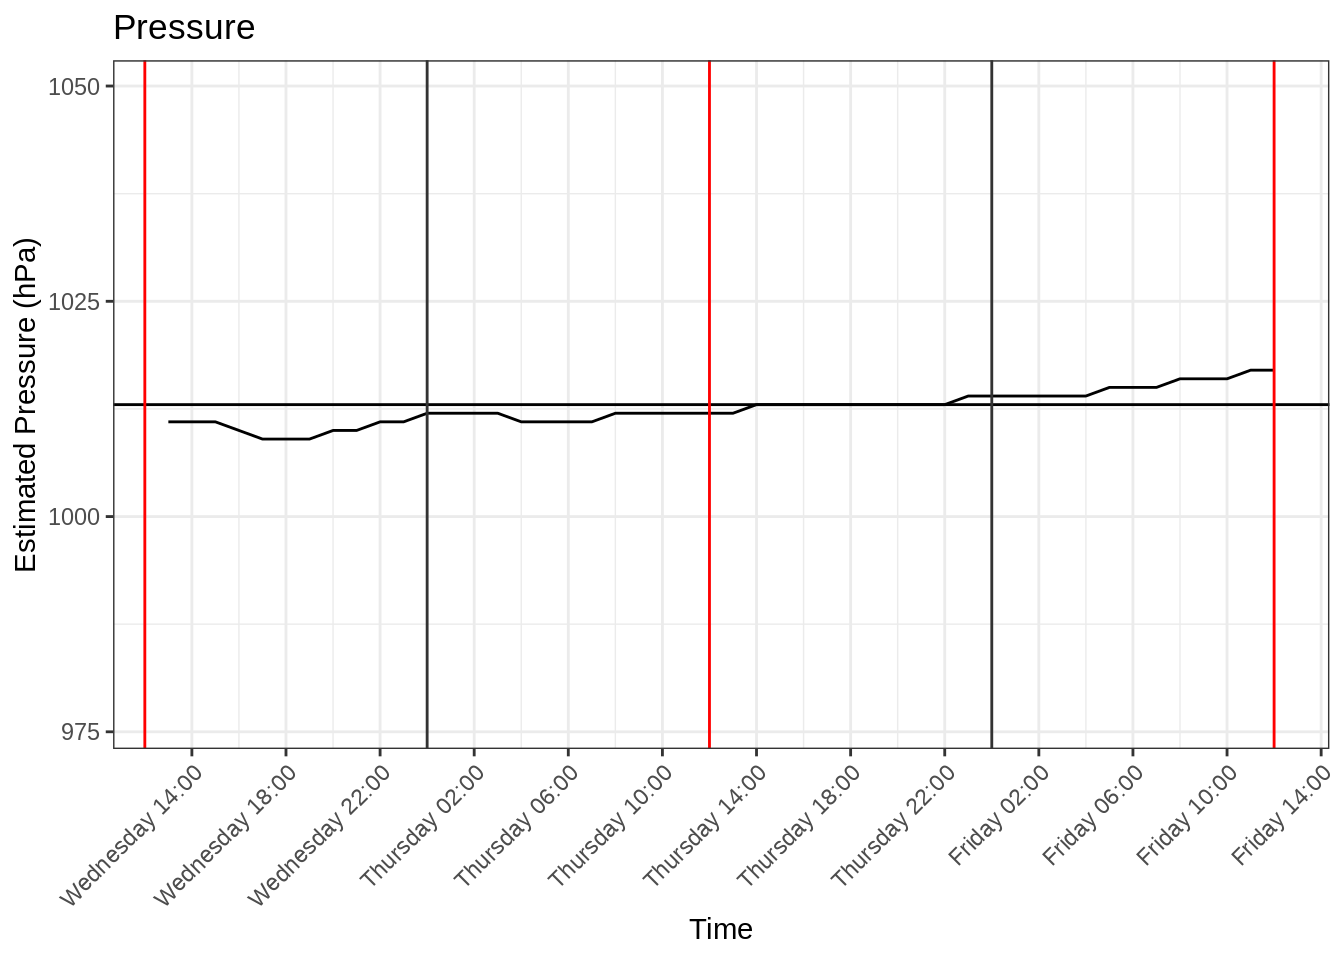 Pressure
Estimated Pressure (hPa)
1050
1025
1000
975
Wednesday 14:00
Wednesday 18:00
Wednesday 22:00
Thursday 02:00
Thursday 06:00
Thursday 10:00
Thursday 14:00
Thursday 18:00
Thursday 22:00
Friday 02:00
Friday 06:00
Friday 10:00
Friday 14:00
Time